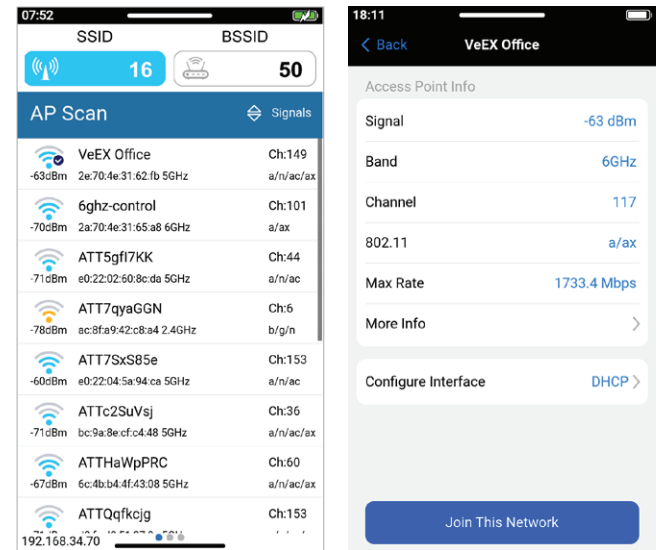 07:52
SSID BSSID
16 50
AP Scan Signals
VeEX Office Ch:149
-63dBm 2e:70:4e:31:62:fb 5GHz a/n/ac/ax
6ghz-control Ch:101
-70dBm 2a:70:4e:31:65:a8 6GHz a/ax
ATT5gfI7KK Ch:44
-71dBm e0:22:02:60:8c:da 5GHz a/n/ac
ATT7qyaGGN Ch:6
-78dBm ac:8f:a9:42:c8:a4 2.4GHz b/g/n
ATT7SxS85e Ch:153
-60dBm e0:22:04:5a:94:ca 5GHz a/n/ac
ATTc2SuVsj Ch:36
-71dBm bc:9a:8e:cf:c4:48 5GHz a/n/ac/ax
ATTHaWpPRC Ch:60
-67dBm 6c:4b:b4:4f:43:08 5GHz a/n/ac/ax
ATTQqfkcjg Ch:153
192.168.34.70
18:11
Back VeEX Office
Access Point Info
Signal -63 dBm
Band 6GHz
Channel 117
802.11 a/ax
Max Rate 1733.4 Mbps
More Info
Configure Interface DHCP
Join This Network